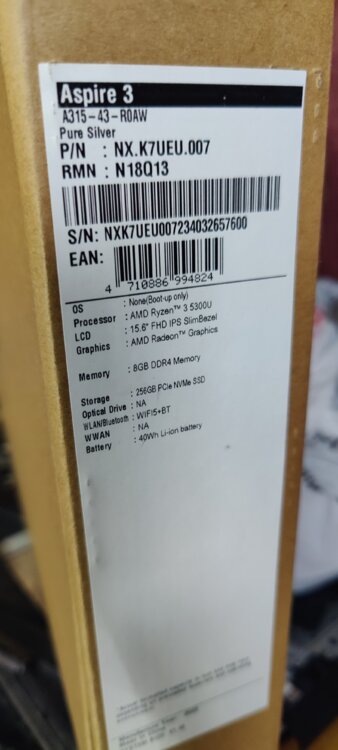 Aspire 3
A315-43-R0AW
Pure Silver
P/N : NX.K7UEU.007
RMN : N18Q13
S/N: NXK7UEU007234032657600
EAN:
4 710886 994824
OS : None(Boot-up only)
Processor : AMD Ryzen™ 3 5300U
LCD : 15.6" FHD IPS SlimBezel
Graphics : AMD Radeon™ Graphics
Memory : 8GB DDR4 Memory
Storage : 256GB PCIe NVMe SSD
Optical Drive : NA
WLAN/Bluetooth : WIFI5+BT
WWAN : NA
Battery : 40Wh Li-ion battery